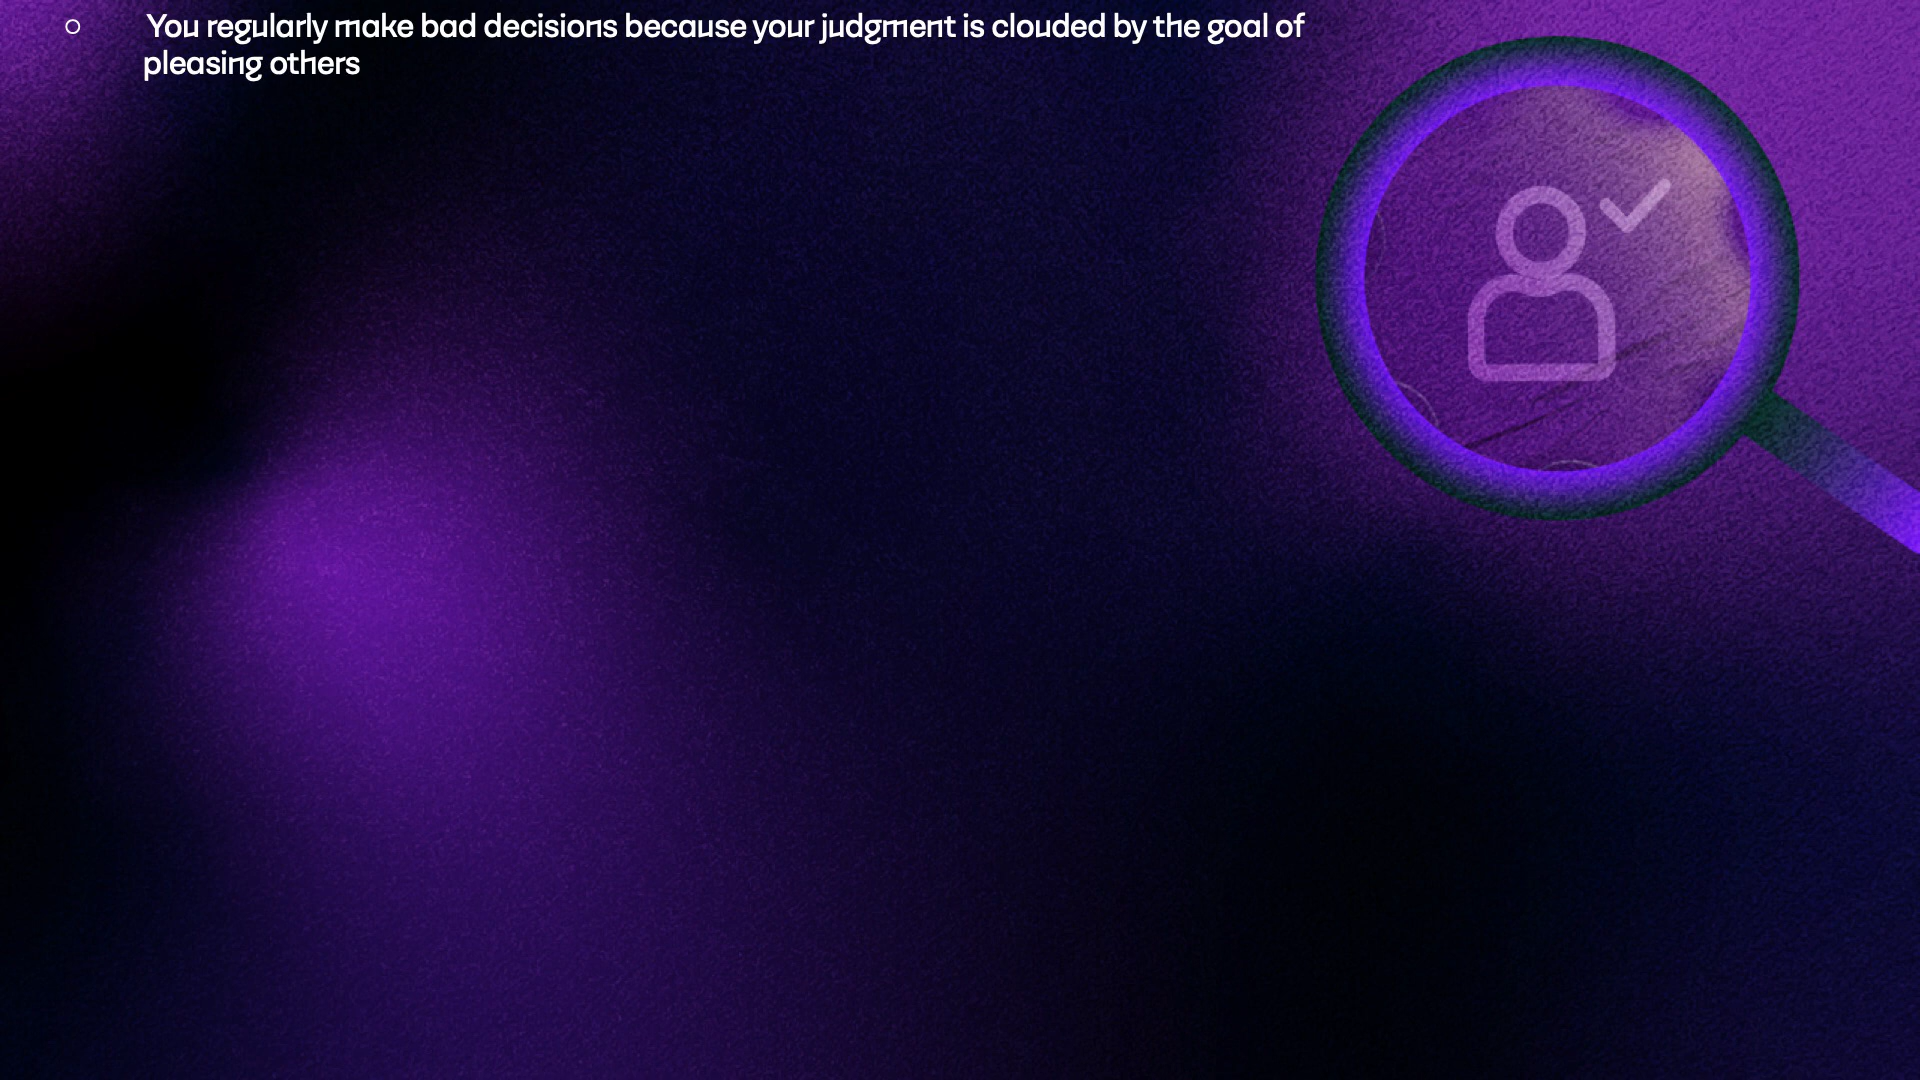 ○ You regularly make bad decisions because your judgment is clouded by the goal of
pleasing others